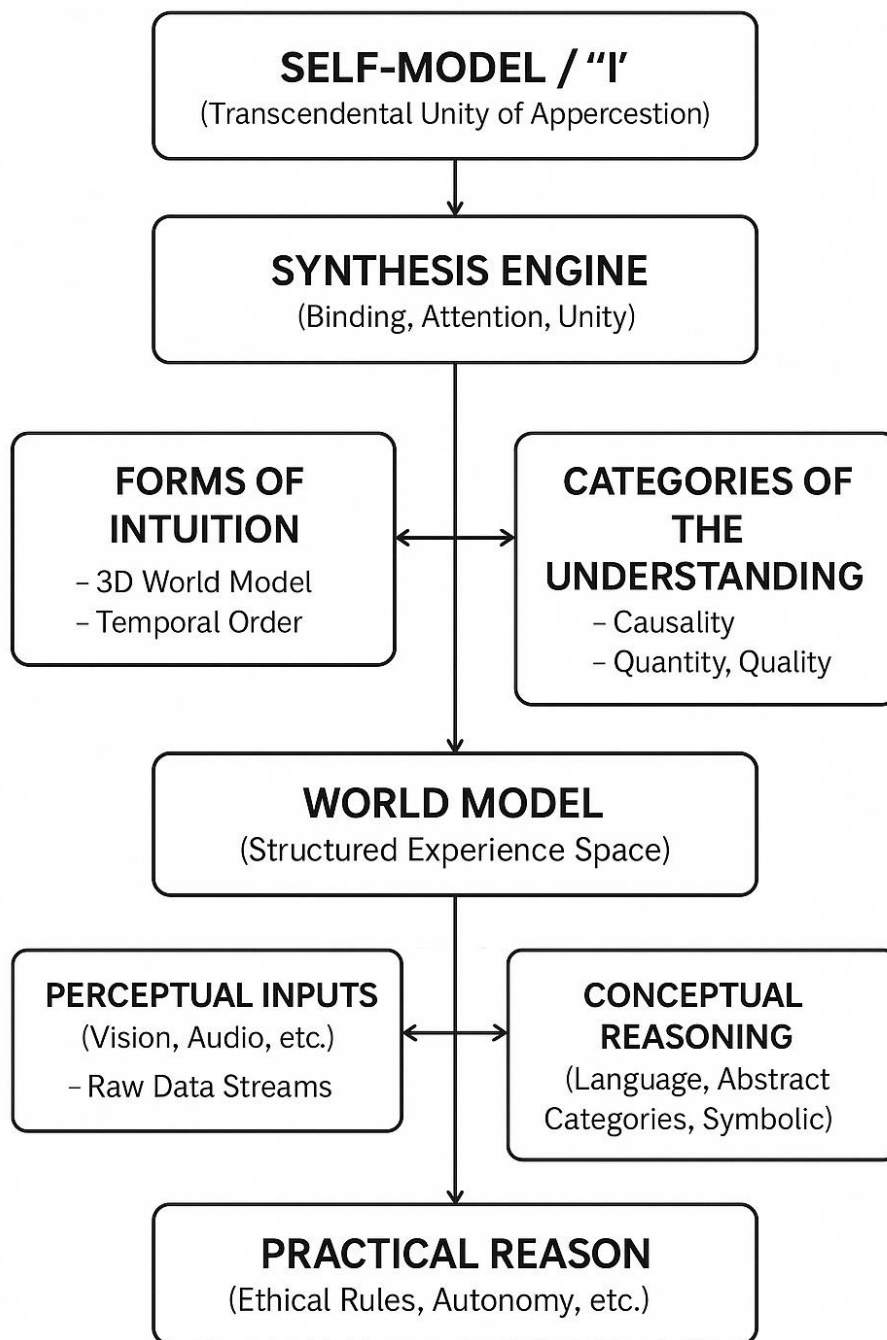 SELF-MODEL / “I’
(Transcendental Unity of Appercestion)
SYNTHESIS ENGINE
(Binding, Attention, Unity)
FORMS OF
INTUITION
– 3D World Model
– Temporal Order
CATEGORIES OF
THE
UNDERSTANDING
– Causality
– Quantity, Quality
WORLD MODEL
(Structured Experience Space)
PERCEPTUAL INPUTS
(Vision, Audio, etc.)
– Raw Data Streams
CONCEPTUAL
REASONING
(Language, Abstract
Categories, Symbolic)
PRACTICAL REASON
(Ethical Rules, Autonomy, etc.)